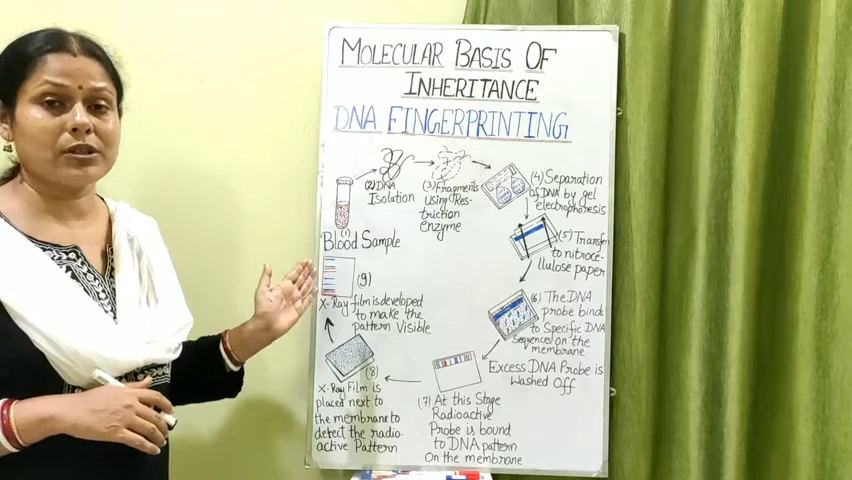 MOLECULAR BASIS OF
INHERITANCE
DNA FINGERPRINTING
(1)
Blood Sample
(2) DNA
Isolation
(3) Fragments
using Res-
triction
enzyme
(4) Separation
of DNA by gel
electrophoresis
(5) Transfer
to nitroce-
llulose paper
(6) The DNA
probe binds
to Specific DNA
Sequences on the
membrane
Excess DNA Probe is
Washed Off
(7) At this Stage
Radioactive
Probe is bound
to DNA pattern
On the membrane
(8)
X-Ray Film is
placed next to
the membrane to
detect the radio-
active Pattern
(9)
X-Ray film is developed
to make the
pattern Visible